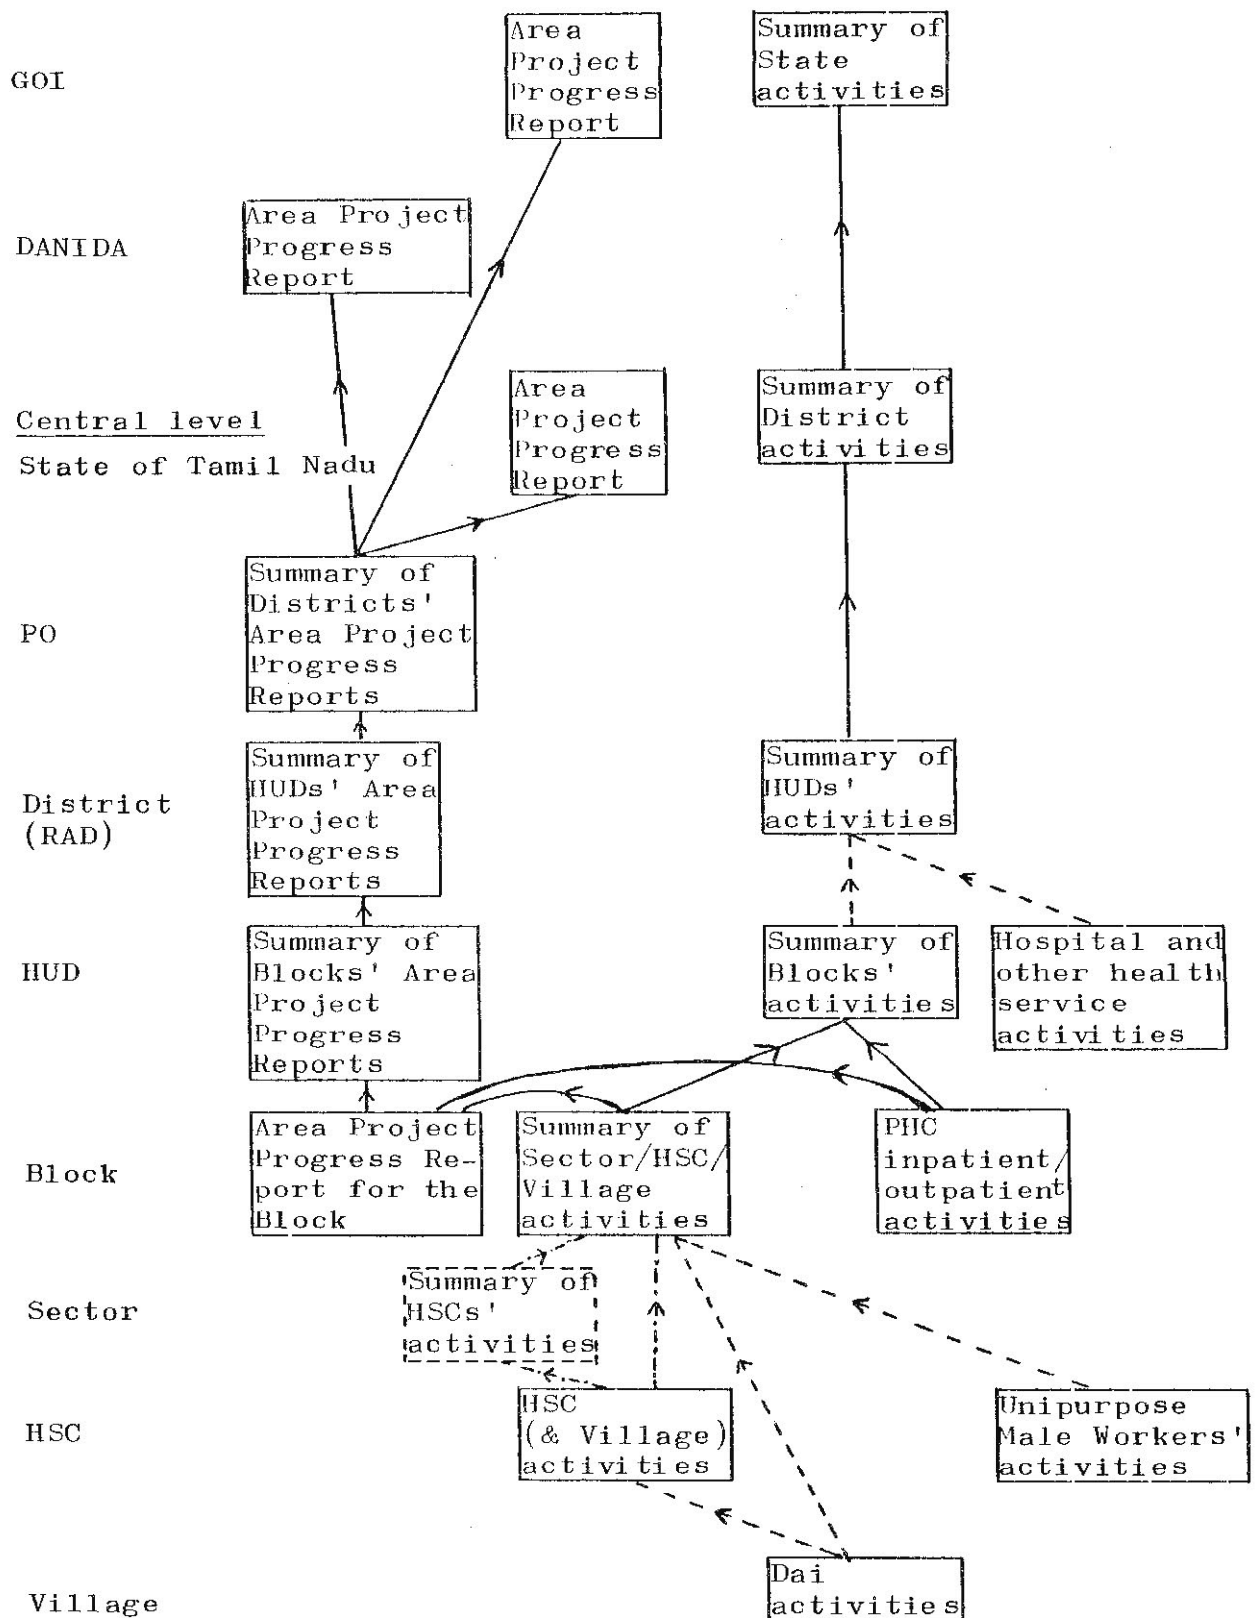 GOI
Area
Project
Progress
Report
Summary of
State
activities
DANIDA
Area Project
Progress
Report
Central level
State of Tamil Nadu
Area
Project
Progress
Report
Summary of
District
activities
PO
Summary of
Districts'
Area Project
Progress
Reports
District
(RAD)
Summary of
HUDs' Area
Project
Progress
Reports
Summary of
HUDs'
activities
HUD
Summary of
Blocks' Area
Project
Progress
Reports
Summary of
Blocks'
activities
Hospital and
other health
service
activities
Block
Area Project
Progress Re-
port for the
Block
Summary of
Sector/HSC/
Village
activities
PHC
inpatient/
outpatient
activities
Sector
Summary of
HSCs'
activities
HSC
HSC
(& Village)
activities
Unipurpose
Male Workers'
activities
Village
Dai
activities